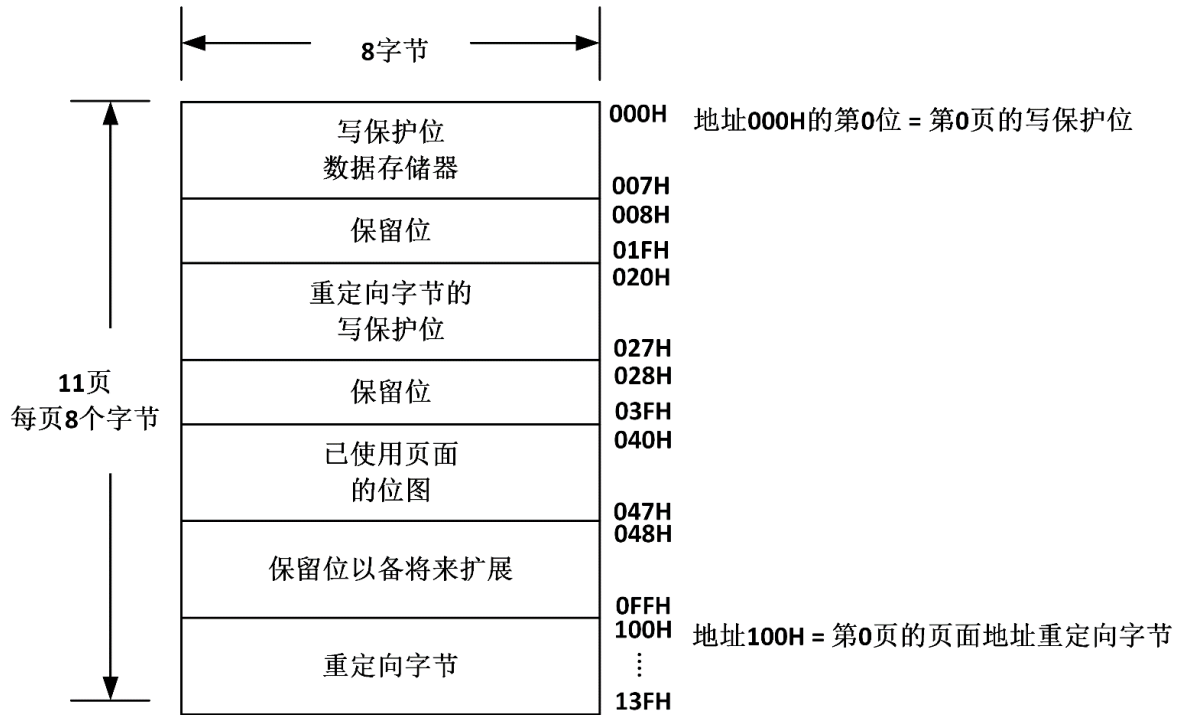 8字节
000H
地址000H的第0位 = 第0页的写保护位
写保护位
数据存储器
007H
008H
保留位
01FH
020H
重定向字节的
写保护位
027H
028H
11页
每页8个字节
保留位
03FH
040H
已使用页面
的位图
047H
048H
保留位以备将来扩展
0FFH
100H
地址100H = 第0页的页面地址重定向字节
重定向字节
⋮
13FH